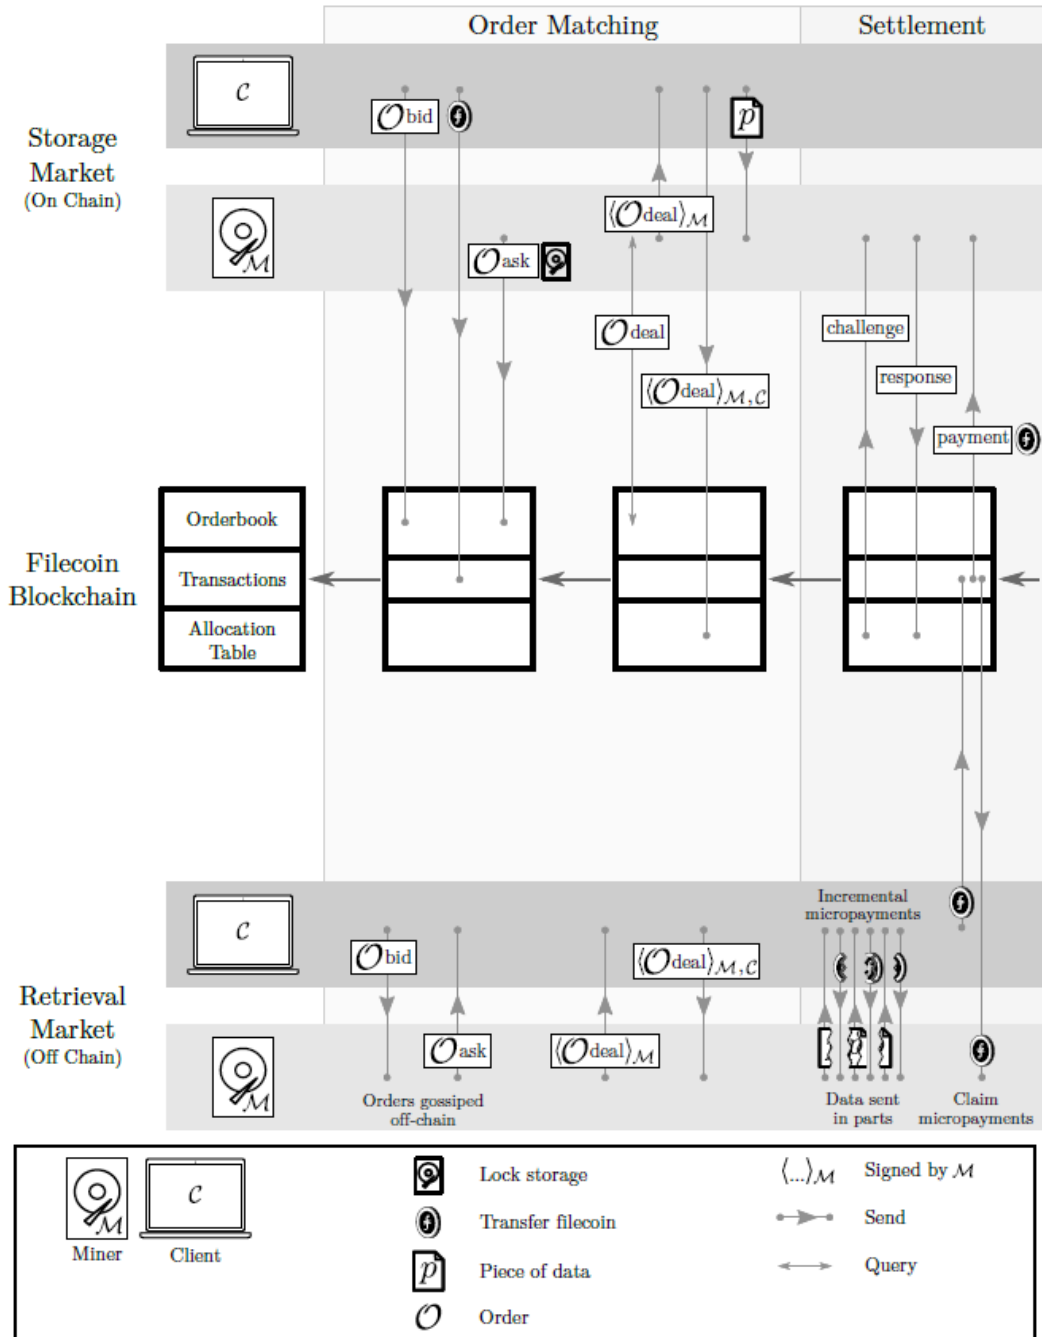 Order Matching
Settlement
Storage
Market
(On Chain)
C
O bid
f
p
⟨O deal⟩M
M
O ask
O deal
⟨O deal⟩M,C
challenge
response
payment
f
Filecoin
Blockchain
Orderbook
Transactions
Allocation
Table
Retrieval
Market
(Off Chain)
C
O bid
⟨O deal⟩M,C
Incremental
micropayments
f
M
O ask
⟨O deal⟩M
f
Orders gossiped
off-chain
Data sent
in parts
Claim
micropayments
M
Miner
C
Client
Lock storage
f
Transfer filecoin
p
Piece of data
O
Order
⟨...⟩M
Signed by M
Send
Query